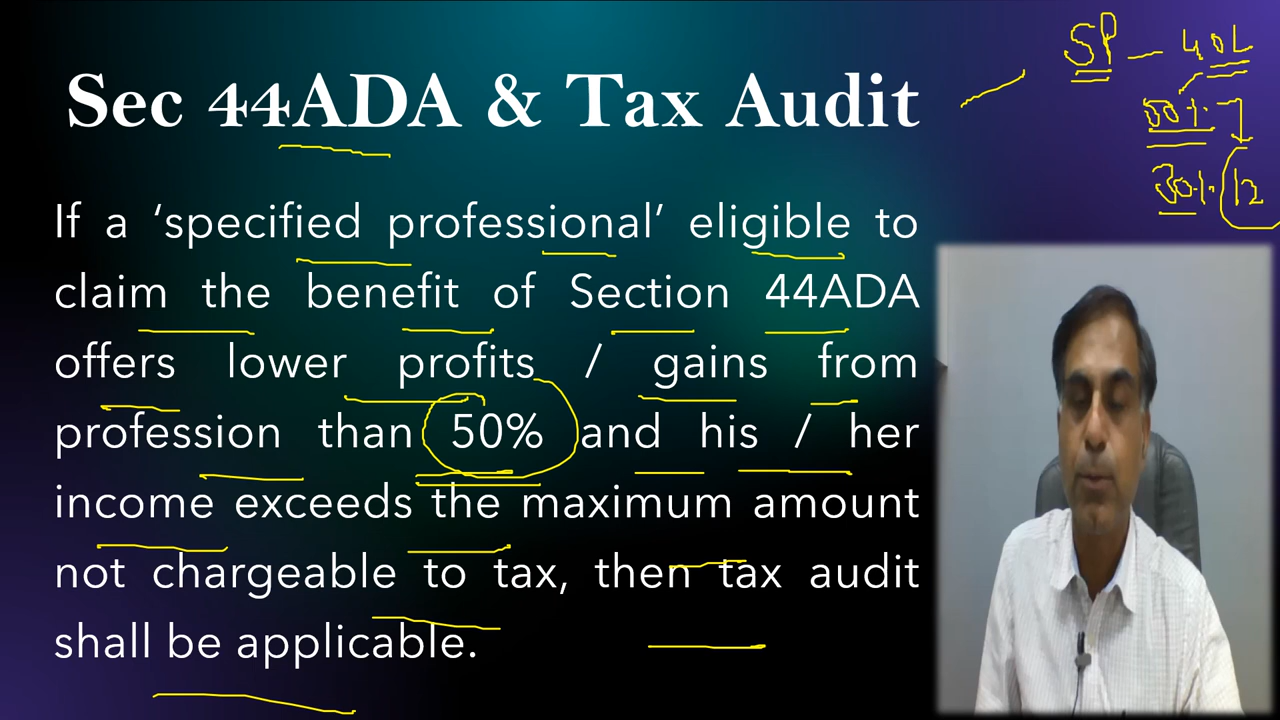 Sec 44ADA & Tax Audit
SP — 40L
30% 12
If a ‘specified professional’ eligible to
claim the benefit of Section 44ADA
offers lower profits / gains from
profession than 50% and his / her
income exceeds the maximum amount
not chargeable to tax, then tax audit
shall be applicable.